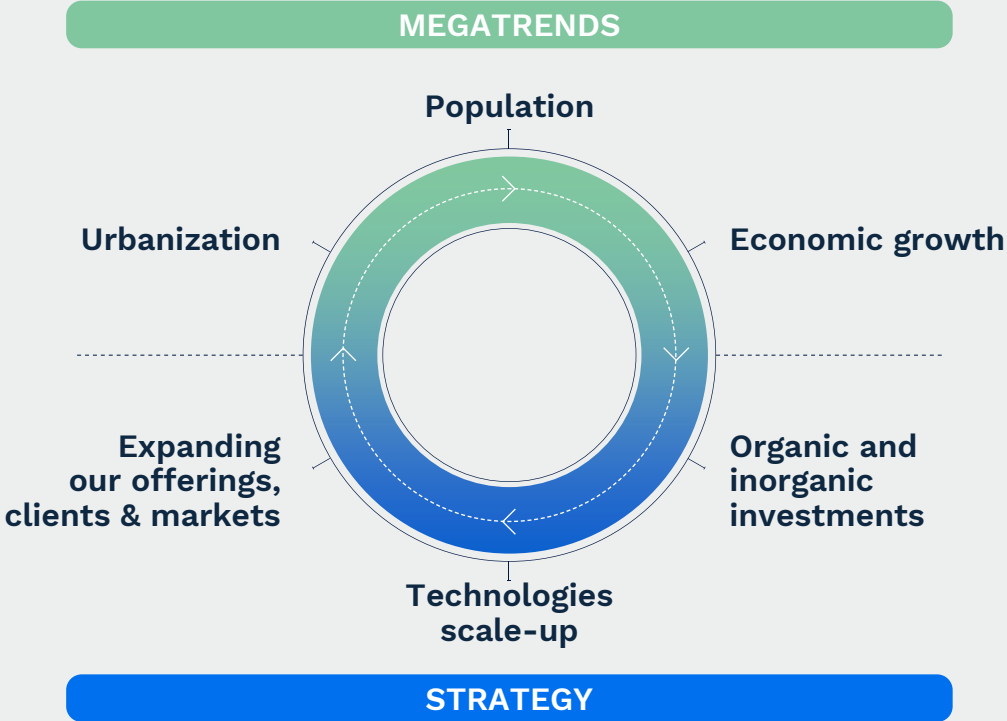 MEGATRENDS
Population
Urbanization
Economic growth
Expanding
our offerings,
clients & markets
Organic and
inorganic
investments
Technologies
scale-up
STRATEGY